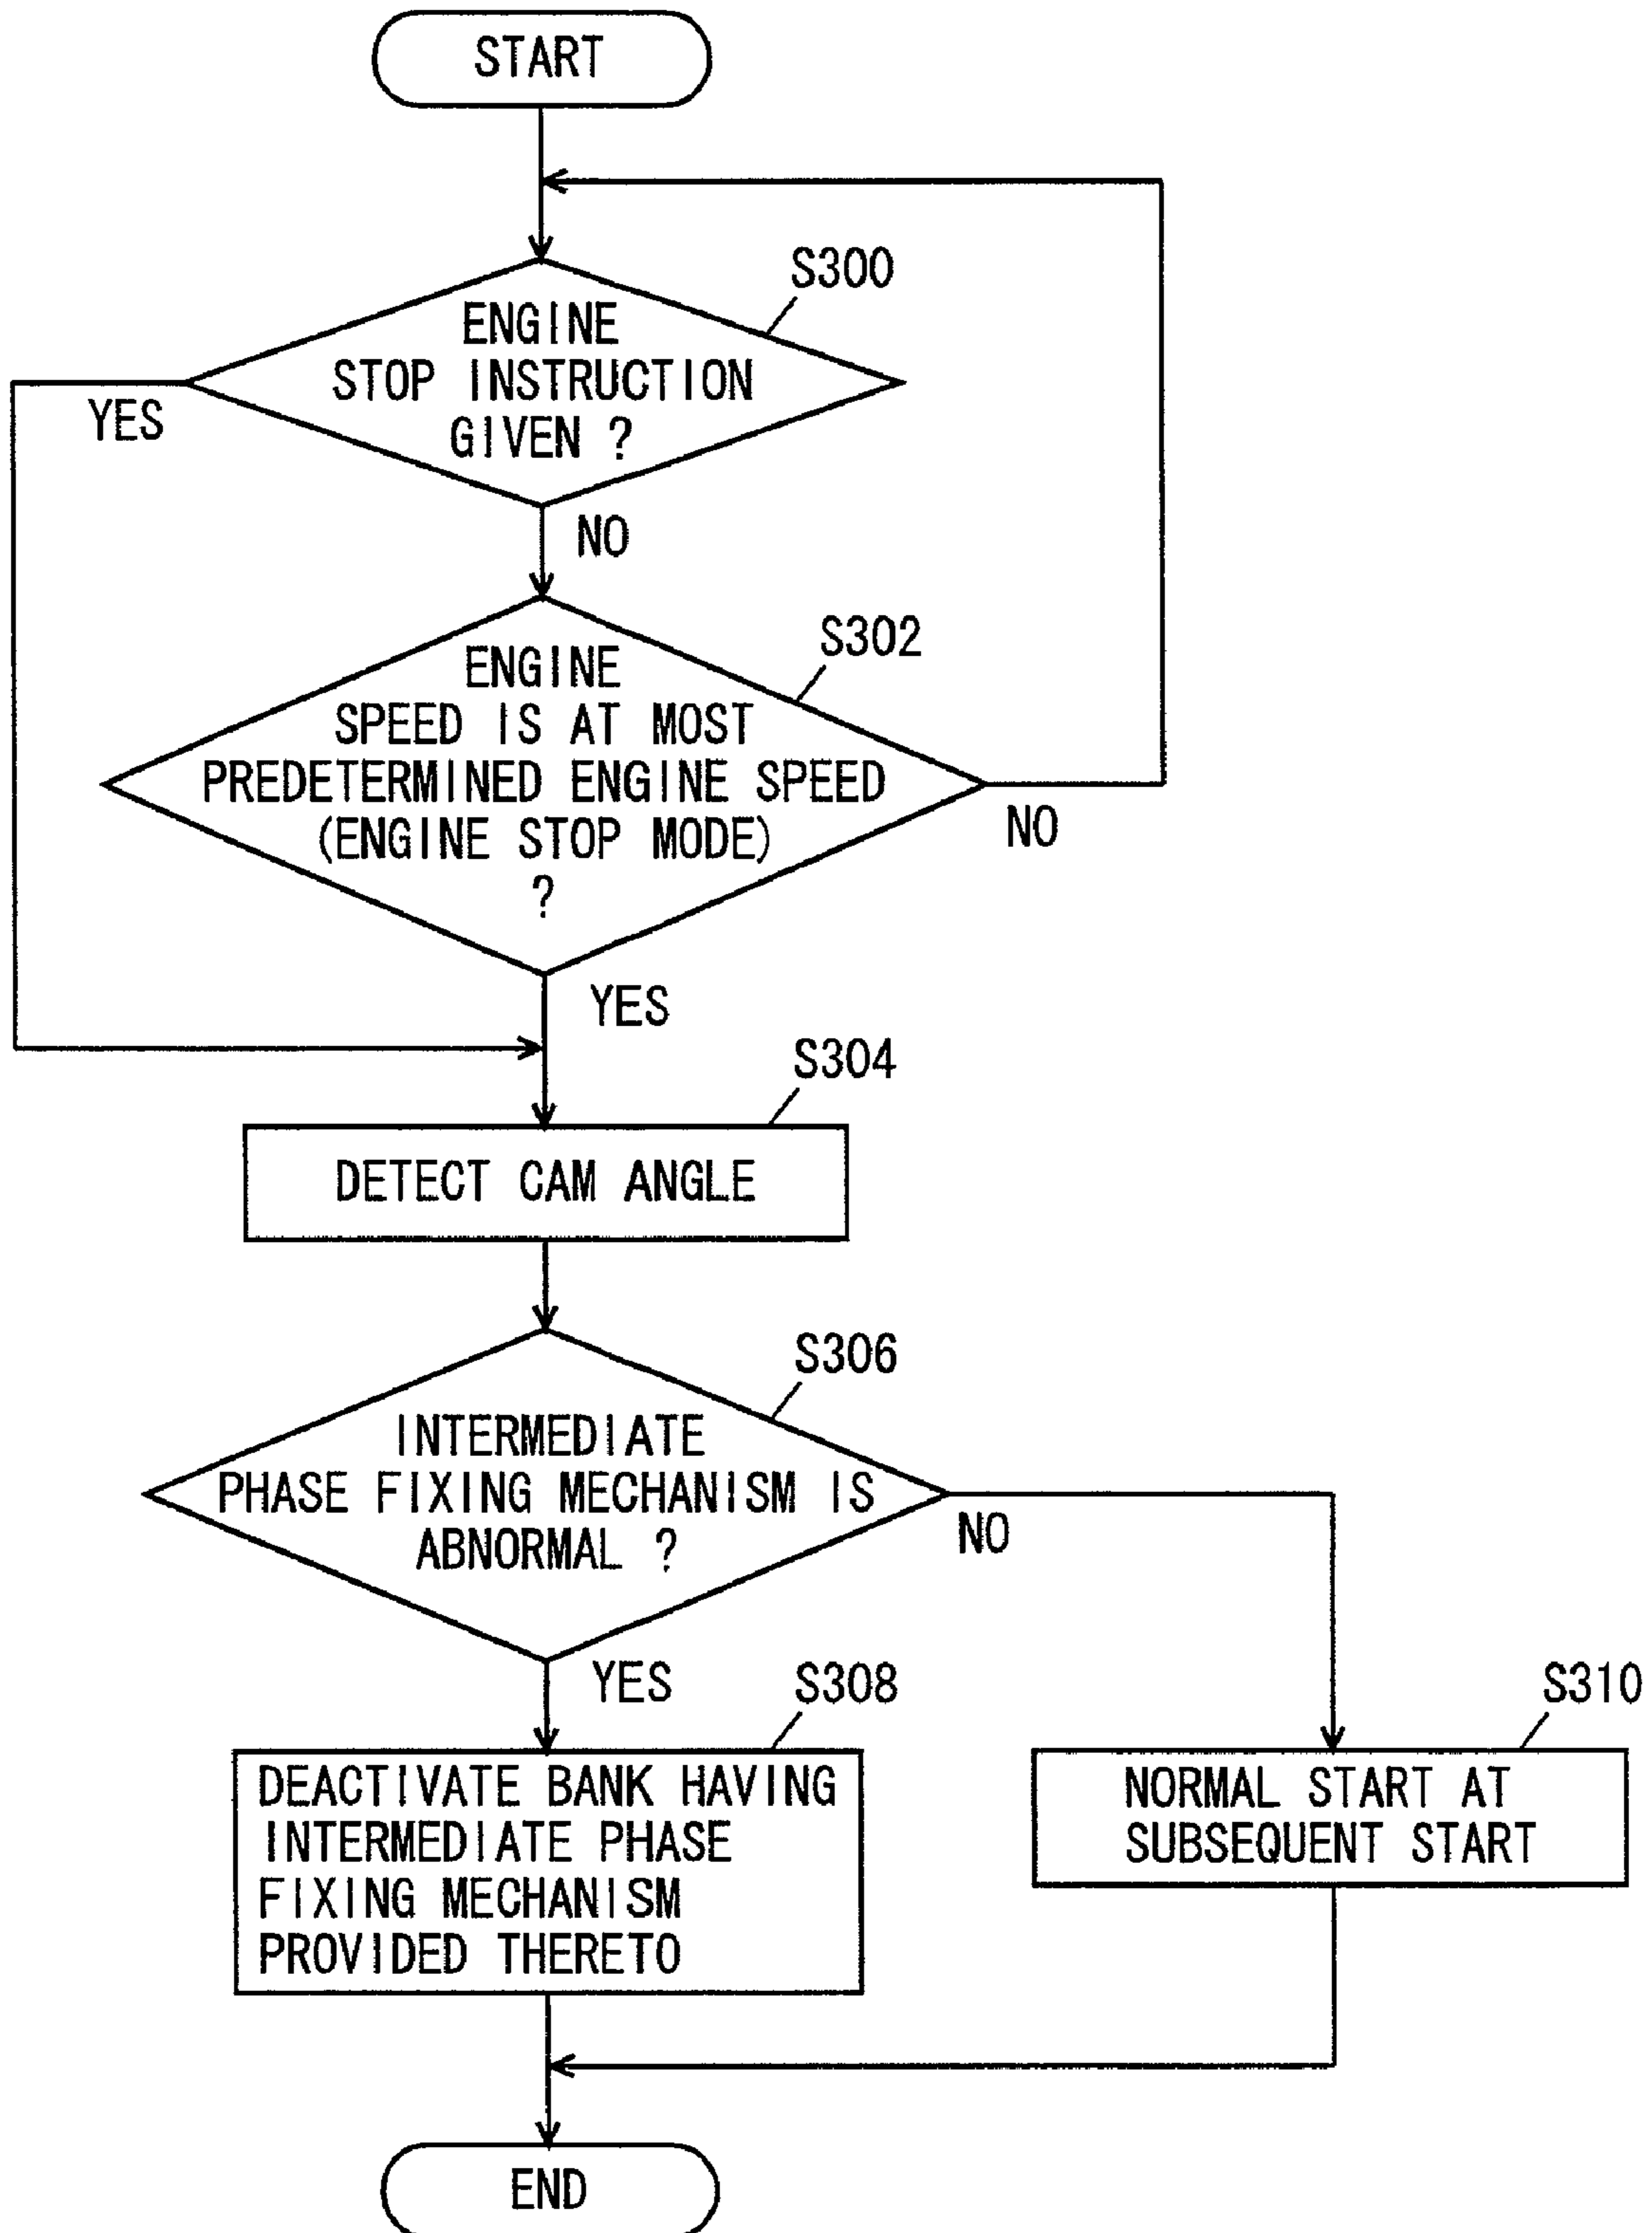 START
S300
ENGINE
STOP INSTRUCTION
GIVEN ?
YES
NO
S302
ENGINE
SPEED IS AT MOST
PREDETERMINED ENGINE SPEED
(ENGINE STOP MODE)
?
NO
YES
S304
DETECT CAM ANGLE
S306
INTERMEDIATE
PHASE FIXING MECHANISM IS
ABNORMAL ?
NO
YES
S308
S310
DEACTIVATE BANK HAVING
INTERMEDIATE PHASE
FIXING MECHANISM
PROVIDED THERETO
NORMAL START AT
SUBSEQUENT START
END